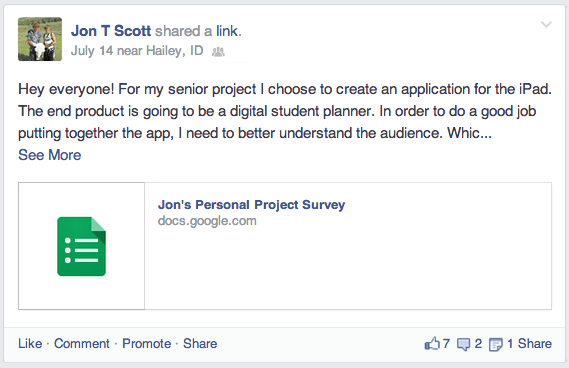 Jon T Scott shared a link.
July 14 near Hailey, ID
Hey everyone! For my senior project I choose to create an application for the iPad.
The end product is going to be a digital student planner. In order to do a good job
putting together the app, I need to better understand the audience. Whic...
See More
Jon's Personal Project Survey
docs.google.com
Like · Comment · Promote · Share 7 2 1 Share